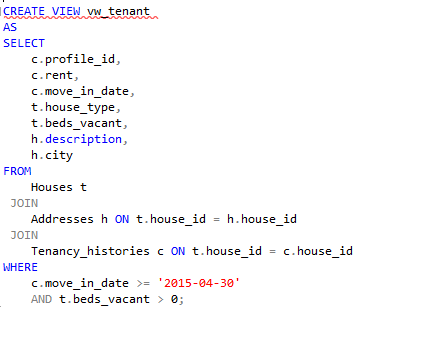 CREATE VIEW vw_tenant
AS
SELECT
    c.profile_id,
    c.rent,
    c.move_in_date,
    t.house_type,
    t.beds_vacant,
    h.description,
    h.city
FROM
    Houses t
 JOIN
    Addresses h ON t.house_id = h.house_id
 JOIN
    Tenancy_histories c ON t.house_id = c.house_id
WHERE
    c.move_in_date >= '2015-04-30'
    AND t.beds_vacant > 0;